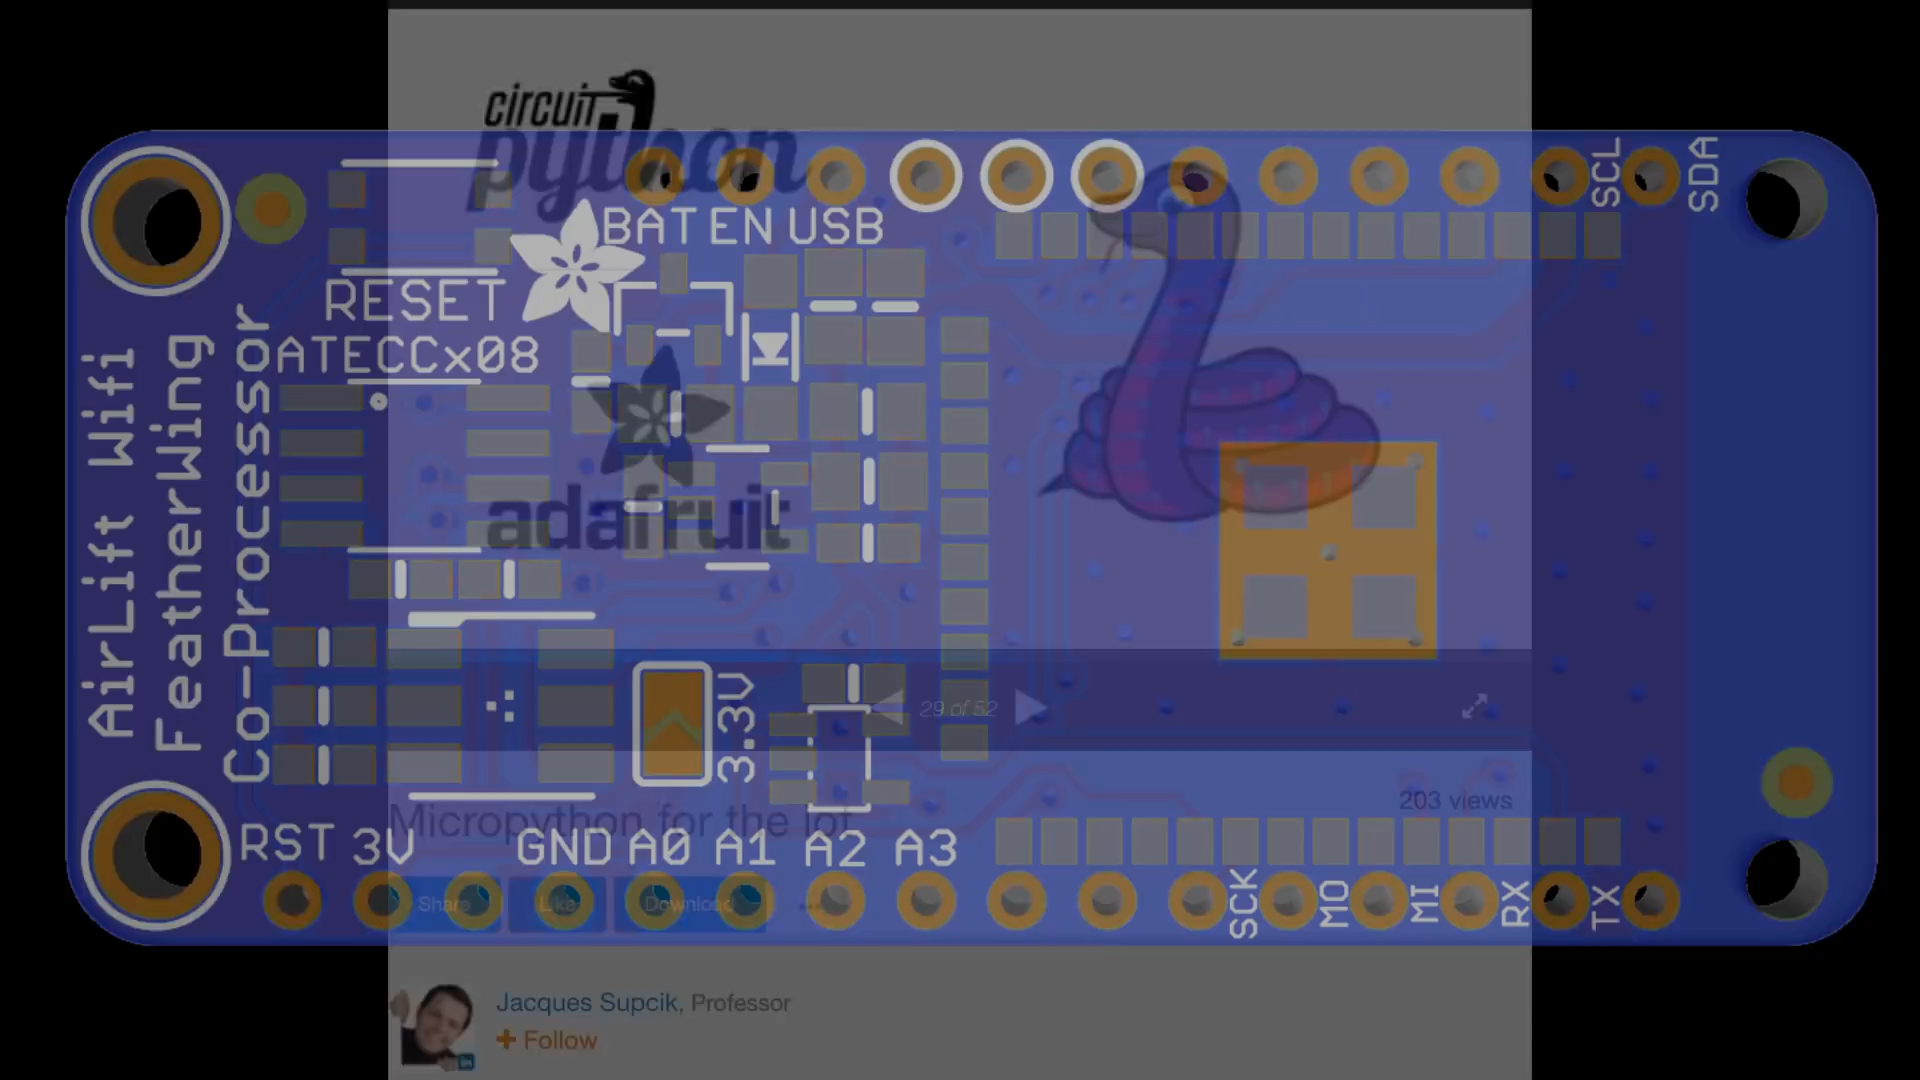 circuit
python
SCL
SDA
BAT EN USB
RESET
ATECCx08
AirLift Wifi
FeatherWing
Co-Processor
adafruit
3.3V
29 of 52
203 views
Micropython for the Iot
RST 3V GND A0 A1 A2 A3
SCK
MO
MI
RX
TX
Share
Like
Download
Jacques Supcik, Professor
+ Follow